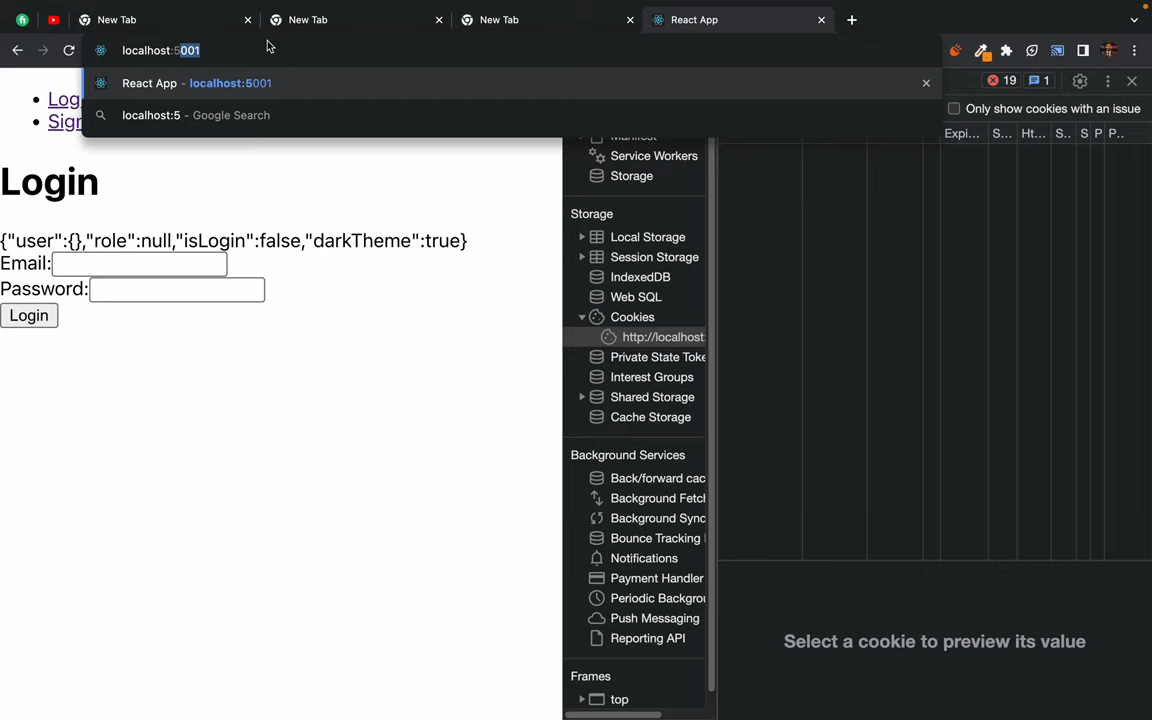 New Tab
New Tab
New Tab
React App
localhost:5001
React App - localhost:5001
localhost:5 - Google Search
19
1
Only show cookies with an issue
Log
Sign
Expi... S... Ht... S.. S P P..
Service Workers
Storage
Login
Storage
{"user":{},"role":null,"isLogin":false,"darkTheme":true}
Email:
Password:
Login
Local Storage
Session Storage
IndexedDB
Web SQL
Cookies
http://localhost
Private State Toke
Interest Groups
Shared Storage
Cache Storage
Background Services
Back/forward cac
Background Fetch
Background Sync
Bounce Tracking
Notifications
Payment Handler
Periodic Backgrou
Push Messaging
Reporting API
Select a cookie to preview its value
Frames
top